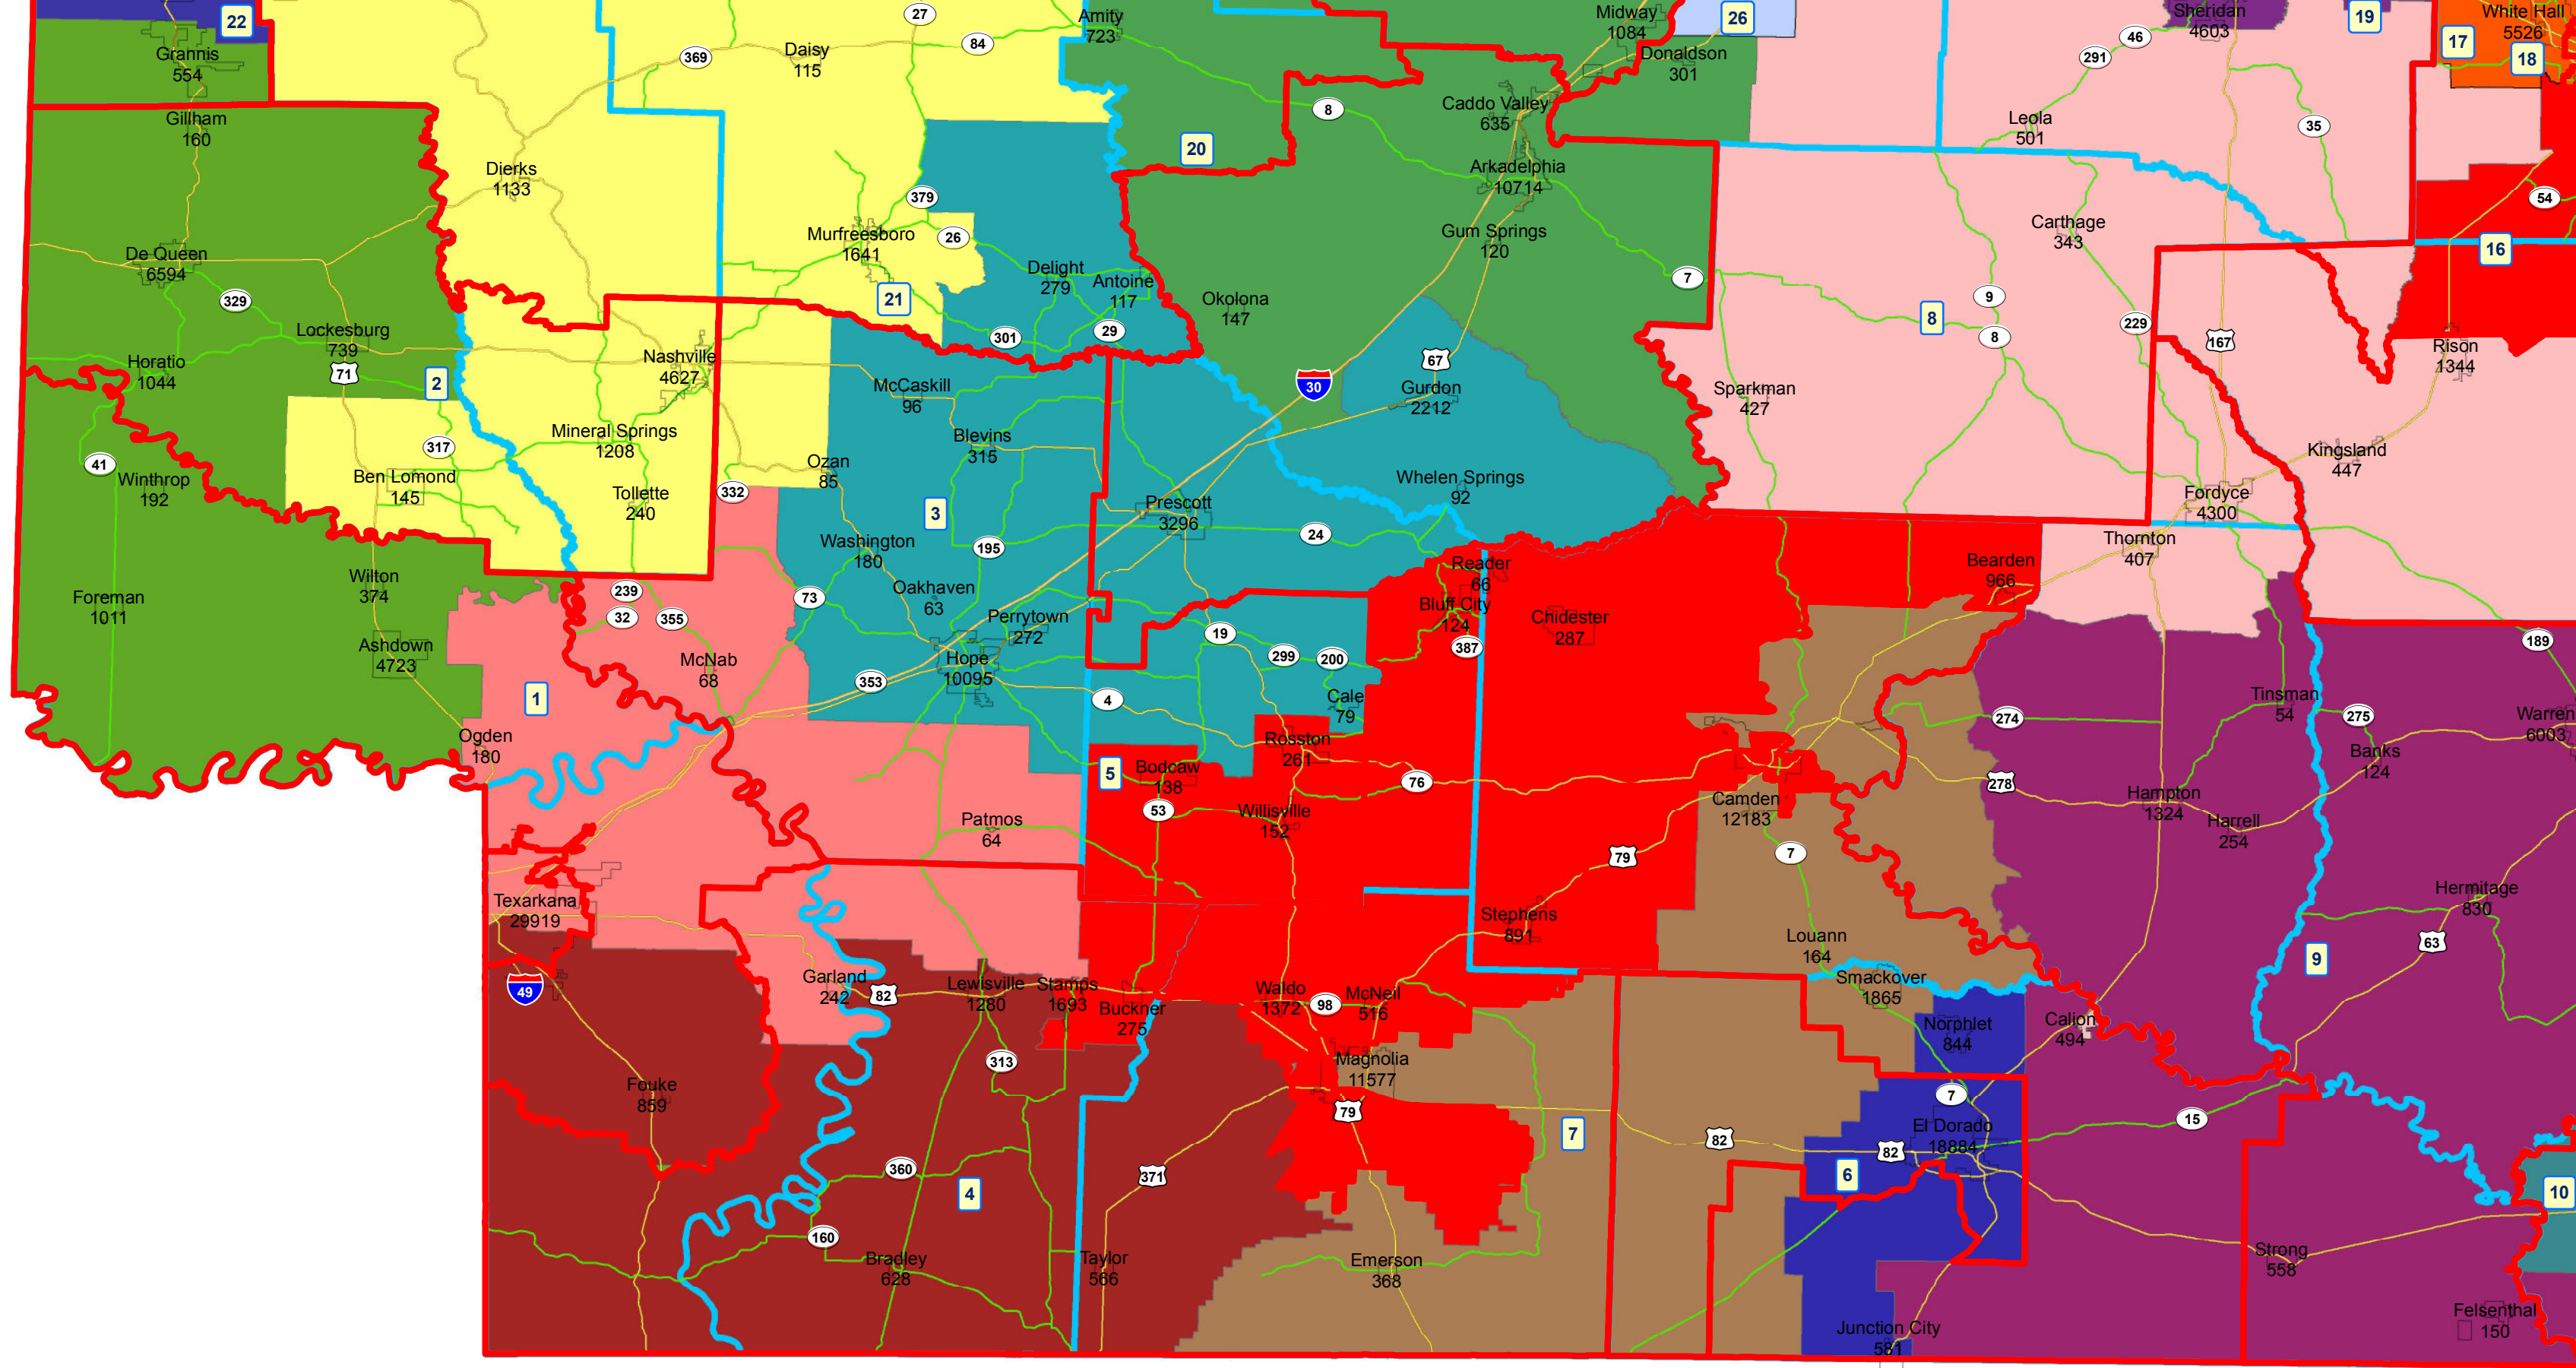 22
27
Amity
723
Midway
1084
26
Sheridan
4603
19
White Hall
5526
17
18
Grannis
554
369
Daisy
115
84
Donaldson
301
46
291
Gillham
160
8
Caddo Valley
635
Leola
501
35
20
Dierks
1133
Arkadelphia
10714
379
54
Murfreesboro
1641
26
Gum Springs
120
Carthage
343
16
De Queen
6594
Delight
279
Antoine
117
7
329
21
Okolona
147
9
8
Lockesburg
739
301
29
8
229
167
71
Horatio
1044
2
Nashville
4627
McCaskill
96
30
67
Gurdon
2212
Sparkman
427
Rison
1344
317
Mineral Springs
1208
Blevins
315
41
Winthrop
192
Ben Lomond
145
Tollette
240
332
Ozan
85
3
Prescott
3296
Whelen Springs
92
Kingsland
447
Fordyce
4300
Washington
180
195
24
Thornton
407
Reader
66
Bearden
966
Wilton
374
Foreman
1011
239
32
355
73
Oakhaven
63
Perrytown
272
Bluff City
124
Chidester
287
19
387
189
Ashdown
4723
McNab
68
Hope
10095
299
200
1
353
4
Cale
79
Tinsman
54
275
274
Warren
6003
Ogden
180
Rosston
261
Banks
124
5
Bodcaw
138
76
278
53
Willisville
152
Camden
12183
Hampton
1324
Harrell
254
Patmos
64
79
7
Texarkana
29919
Stephens
891
Hermitage
830
Louann
164
63
9
49
Garland
242
82
Lewisville
1280
Stamps
1693
Buckner
275
Waldo
1372
98
McNeil
516
Smackover
1865
Norphlet
844
Calion
494
313
Magnolia
11577
Fouke
859
79
7
15
7
82
El Dorado
18884
82
360
371
6
4
10
160
Bradley
628
Taylor
566
Emerson
368
Strong
558
Junction City
581
Felsenthal
150